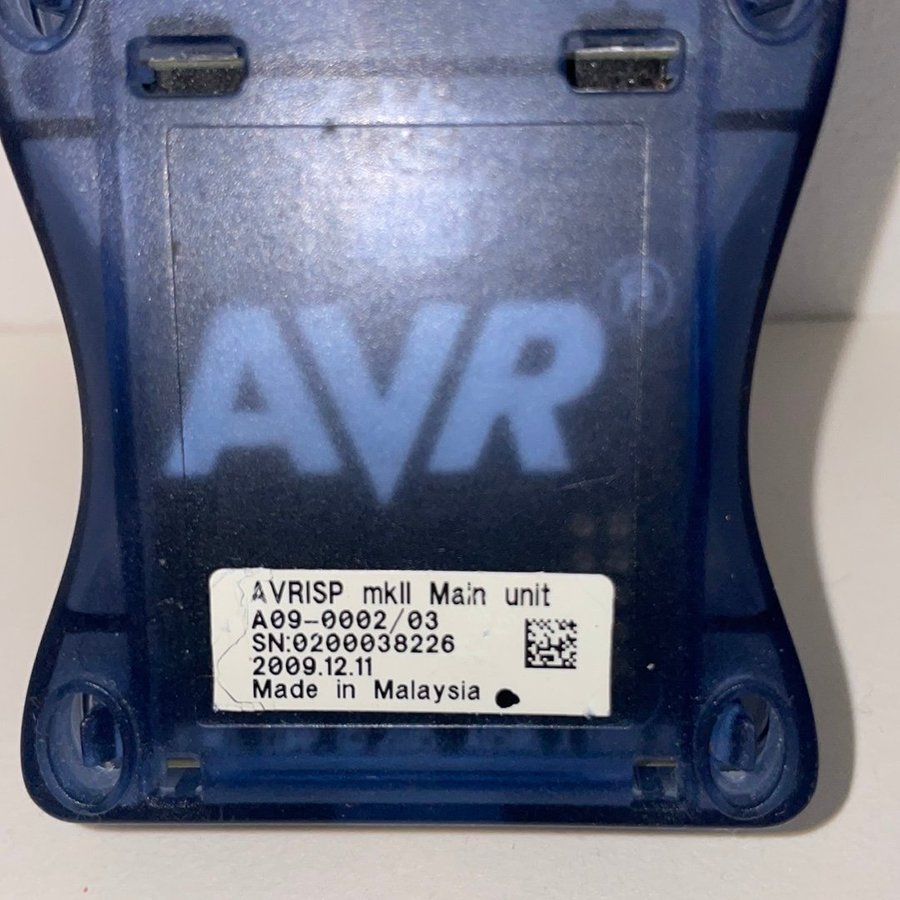 AVR®
AVRISP mkII Main unit
A09-0002/03
SN:0200038226
2009.12.11
Made in Malaysia